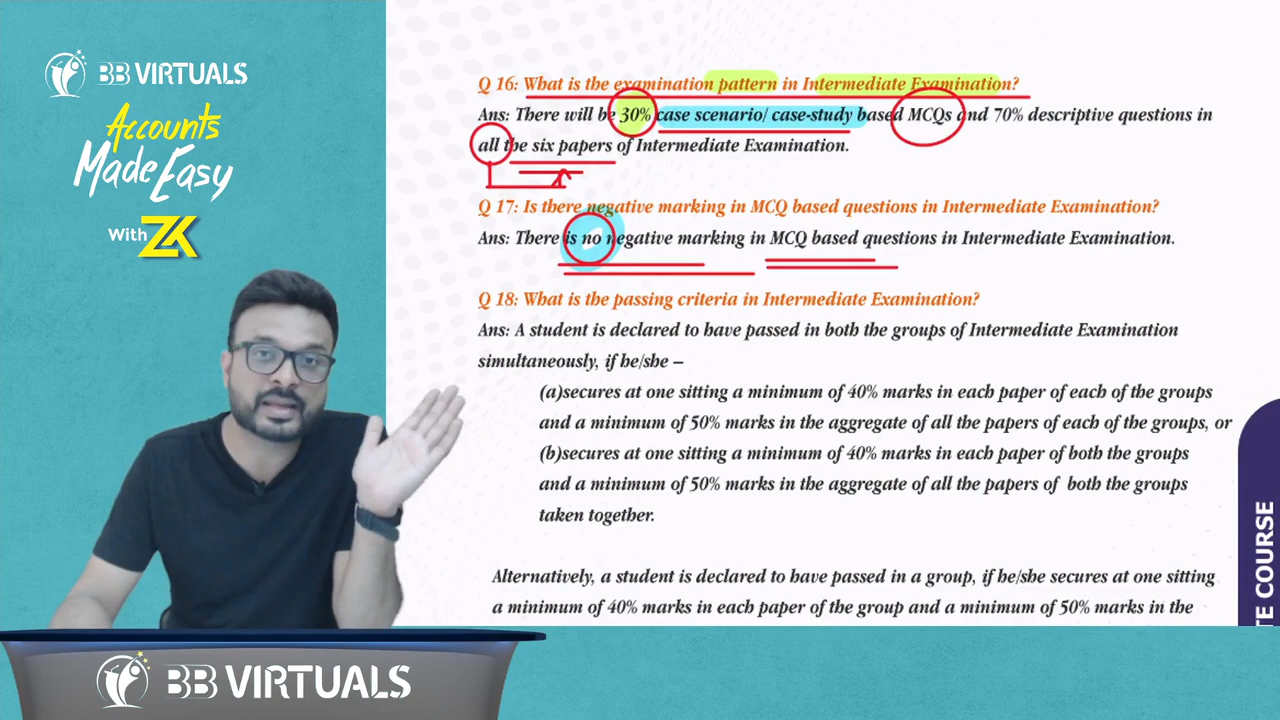 BB VIRTUALS
Accounts
Made Easy
With ZK
Q 16: What is the examination pattern in Intermediate Examination?
Ans: There will be 30% case scenario/ case-study based MCQs and 70% descriptive questions in
all the six papers of Intermediate Examination.
Q 17: Is there negative marking in MCQ based questions in Intermediate Examination?
Ans: There is no negative marking in MCQ based questions in Intermediate Examination.
Q 18: What is the passing criteria in Intermediate Examination?
Ans: A student is declared to have passed in both the groups of Intermediate Examination
simultaneously, if he/she –
(a)secures at one sitting a minimum of 40% marks in each paper of each of the groups
and a minimum of 50% marks in the aggregate of all the papers of each of the groups, or
(b)secures at one sitting a minimum of 40% marks in each paper of both the groups
and a minimum of 50% marks in the aggregate of all the papers of both the groups
taken together.
Alternatively, a student is declared to have passed in a group, if he/she secures at one sitting
a minimum of 40% marks in each paper of the group and a minimum of 50% marks in the
TE COURSE
BB VIRTUALS